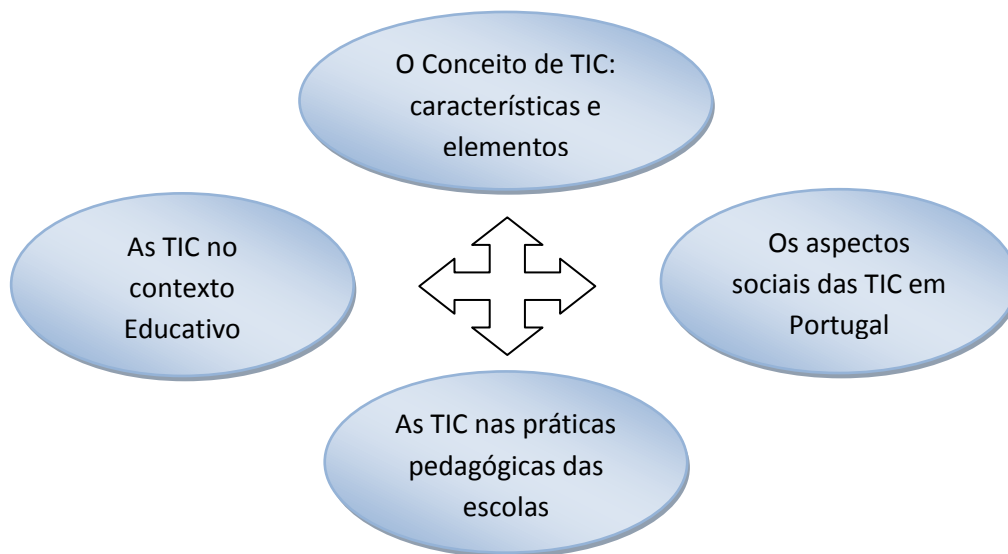 O Conceito de TIC:
características e
elementos
As TIC no
contexto
Educativo
Os aspectos
sociais das TIC em
Portugal
As TIC nas práticas
pedagógicas das
escolas